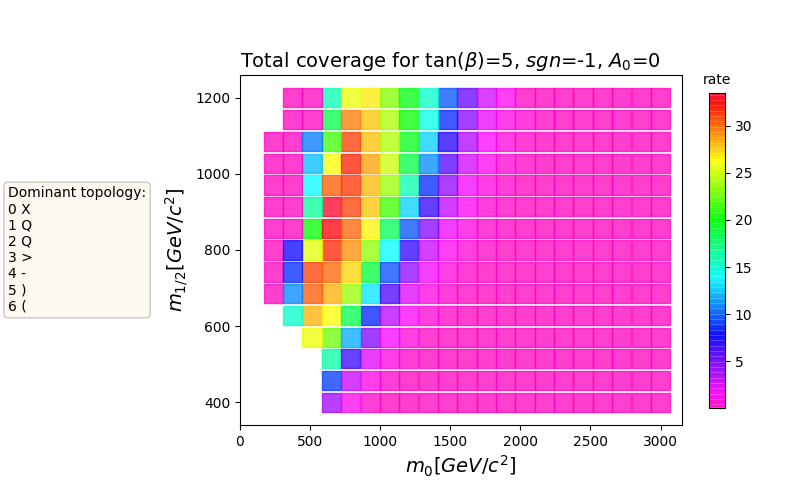 Total coverage for tan(β)=5, sgn=-1, A₀=0
rate
Dominant topology:
0 X
1 Q
2 Q
3 >
4 -
5 )
6 (
m₁/₂[GeV/c²]
1200
1000
800
600
400
0 500 1000 1500 2000 2500 3000
m₀[GeV/c²]
30
25
20
15
10
5